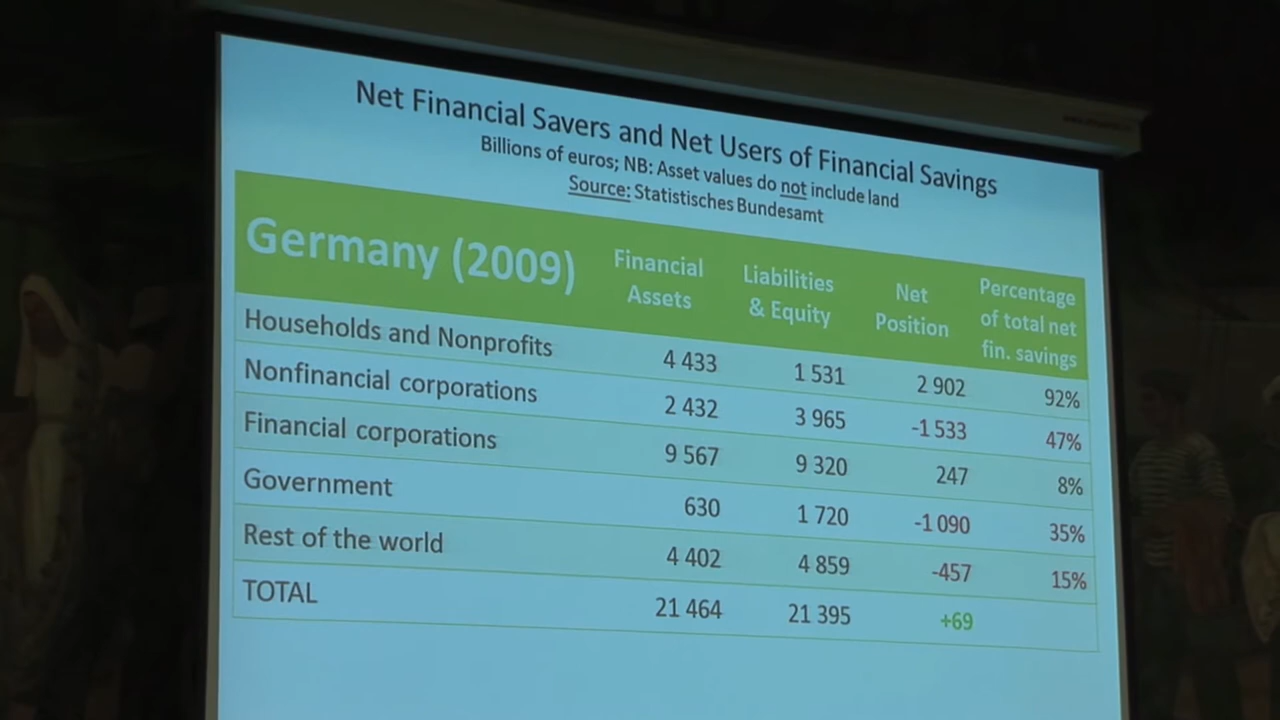 Net Financial Savers and Net Users of Financial Savings
Billions of euros; NB: Asset values do not include land
Source: Statistisches Bundesamt
Germany (2009) Financial Assets Liabilities & Equity Net Position Percentage of total net fin. savings
Households and Nonprofits 4 433 1 531 2 902 92%
Nonfinancial corporations 2 432 3 965 -1 533 47%
Financial corporations 9 567 9 320 247 8%
Government 630 1 720 -1 090 35%
Rest of the world 4 402 4 859 -457 15%
TOTAL 21 464 21 395 +69